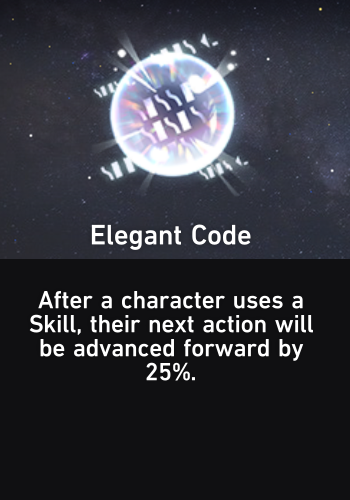 Elegant Code
After a character uses a
Skill, their next action will
be advanced forward by
25%.